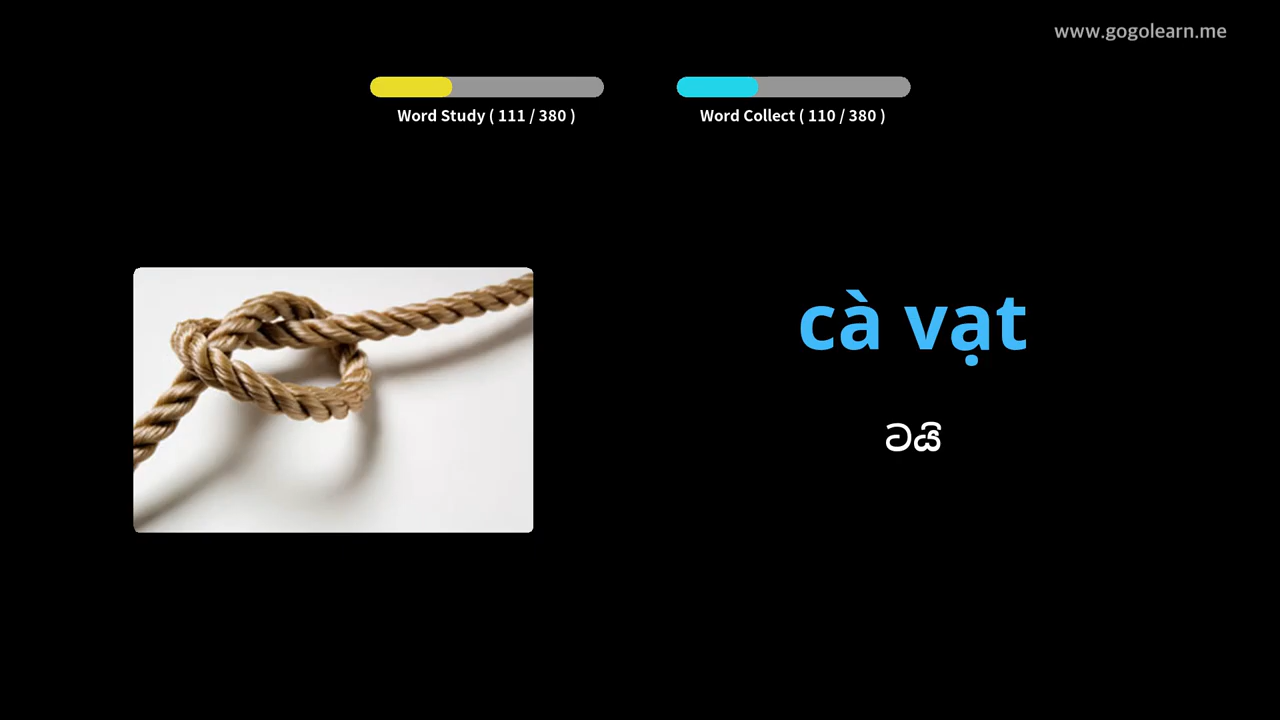 www.gogolearn.me
Word Study ( 111 / 380 )
Word Collect ( 110 / 380 )
cà vạt
ටයි